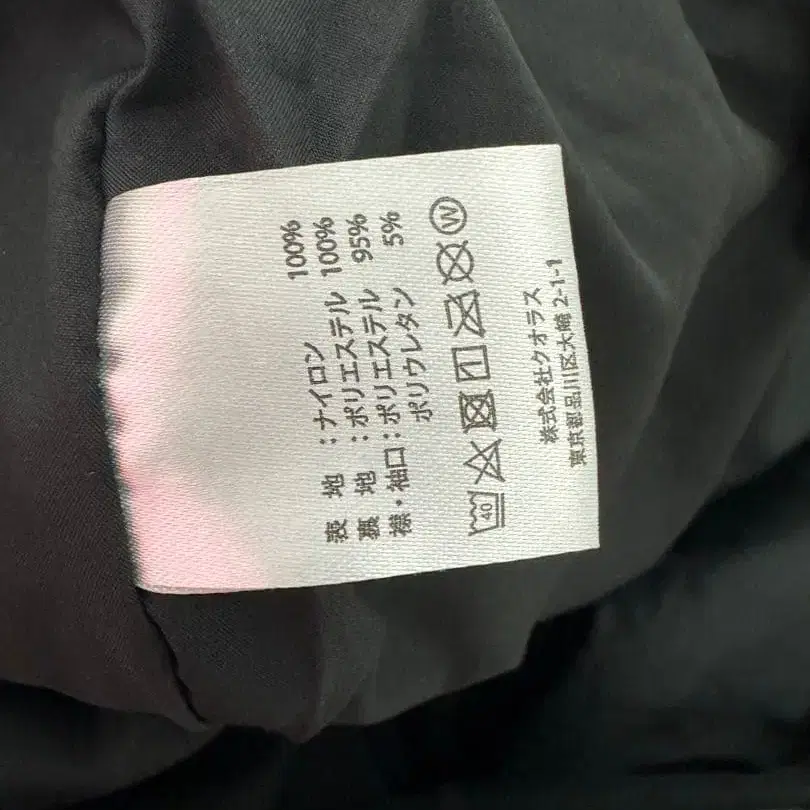 表 地 :ナイロン 100%
裏 地 :ポリエステル 100%
襟・袖口:ポリエステル 95%
ポリウレタン 5%
40
W
株式会社クオラス
東京都品川区大崎 2-1-1